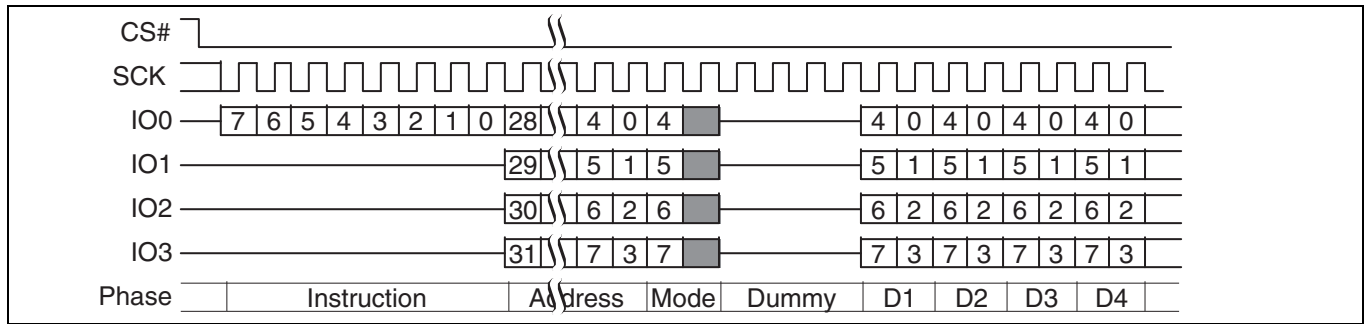 CS#
SCK
IO0 7 6 5 4 3 2 1 0 28 4 0 4 4 0 4 0 4 0 4 0
IO1 29 5 1 5 5 1 5 1 5 1 5 1
IO2 30 6 2 6 6 2 6 2 6 2 6 2
IO3 31 7 3 7 7 3 7 3 7 3 7 3
Phase Instruction Address Mode Dummy D1 D2 D3 D4